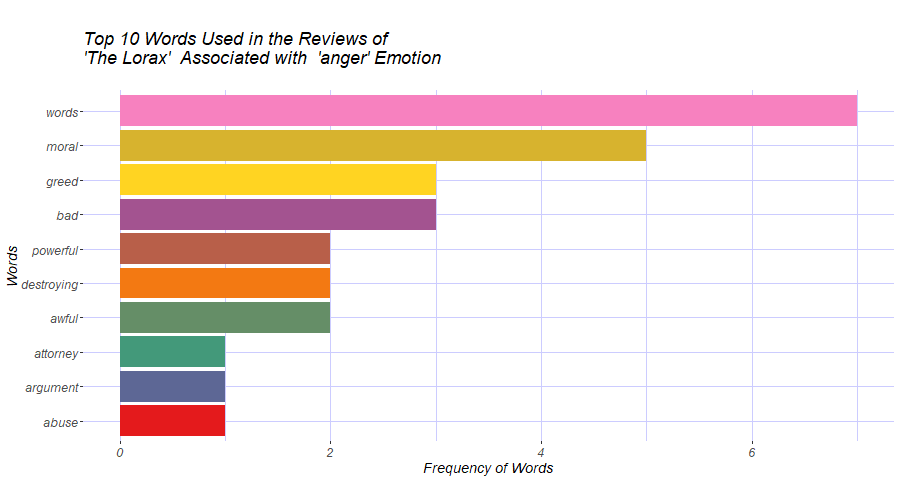 Top 10 Words Used in the Reviews of
'The Lorax'  Associated with  'anger' Emotion
words
moral
greed
bad
powerful
destroying
awful
attorney
argument
abuse
Words
0 2 4 6
Frequency of Words